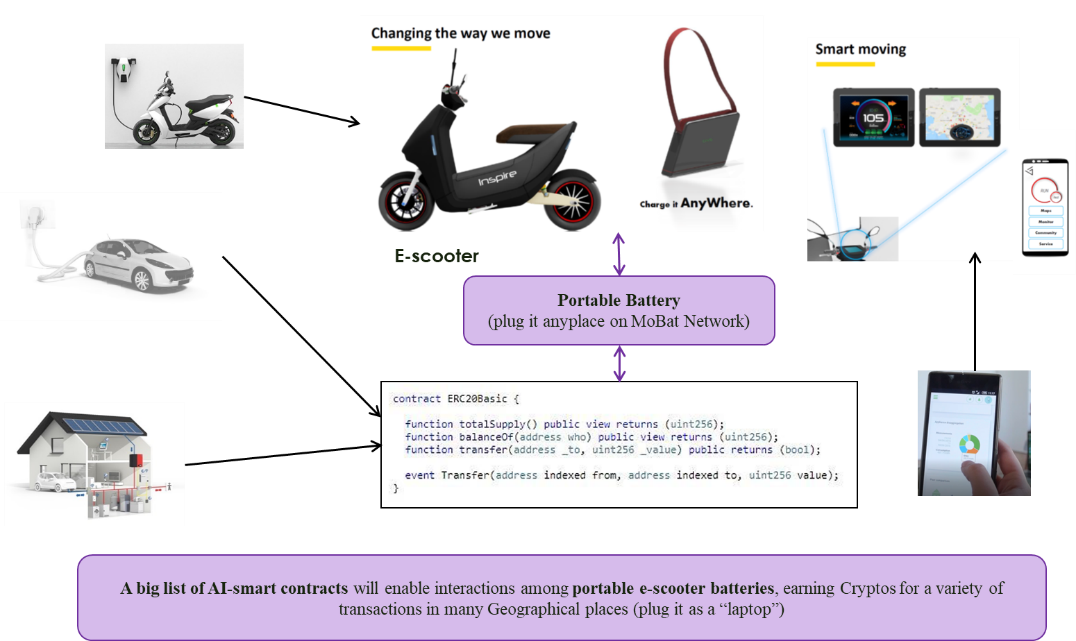 Changing the way we move
Smart moving
105
Inspire
Charge it AnyWhere.
Maps
Monitor
Community
Service
E-scooter
Portable Battery
(plug it anyplace on MoBat Network)
contract ERC20Basic {
function totalSupply() public view returns (uint256);
function balanceOf(address who) public view returns (uint256);
function transfer(address _to, uint256 _value) public returns (bool);
event Transfer(address indexed from, address indexed to, uint256 value);
}
A big list of AI-smart contracts will enable interactions among portable e-scooter batteries, earning Cryptos for a variety of
transactions in many Geographical places (plug it as a “laptop”)